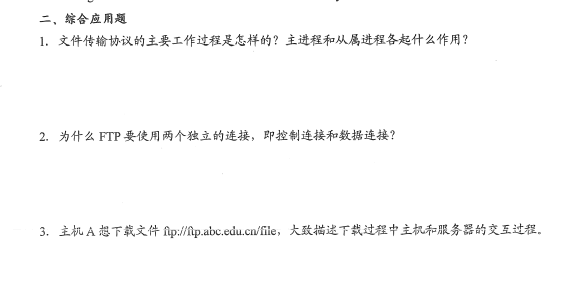 二、综合应用题
1. 文件传输协议的主要工作过程是怎样的？主进程和从属进程各起什么作用？
2. 为什么 FTP 要使用两个独立的连接，即控制连接和数据连接？
3. 主机 A 想下载文件 ftp://ftp.abc.edu.cn/file，大致描述下载过程中主机和服务器的交互过程。